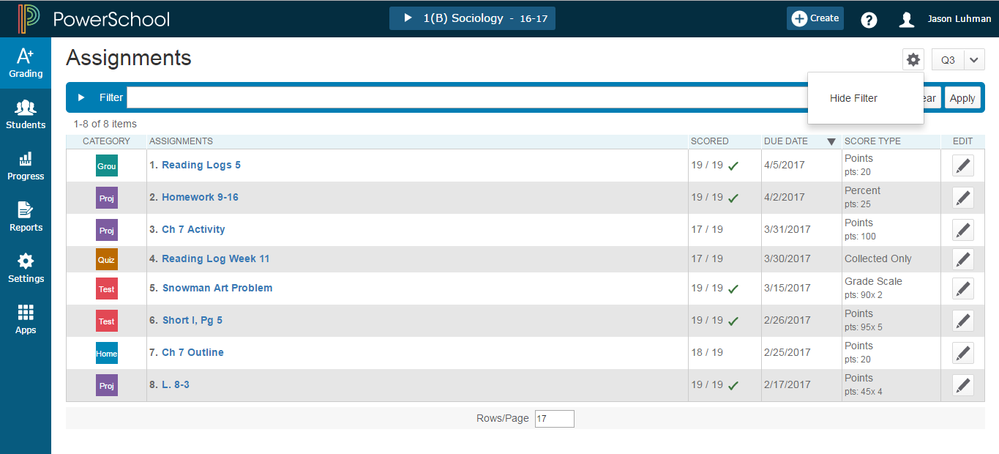 PowerSchool
1(B) Sociology - 16-17
Create
?
Jason Luhman
A+
Grading
Students
Progress
Reports
Settings
Apps
Assignments
Q3
Filter
Hide Filter
ear
Apply
1-8 of 8 items
CATEGORY ASSIGNMENTS SCORED DUE DATE SCORE TYPE EDIT
Grou 1. Reading Logs 5 19 / 19 4/5/2017 Points
pts: 20
Proj 2. Homework 9-16 19 / 19 4/2/2017 Percent
pts: 25
Proj 3. Ch 7 Activity 17 / 19 3/31/2017 Points
pts: 100
Quiz 4. Reading Log Week 11 17 / 19 3/30/2017 Collected Only
Test 5. Snowman Art Problem 19 / 19 3/15/2017 Grade Scale
pts: 90x 2
Test 6. Short I, Pg 5 19 / 19 2/26/2017 Points
pts: 95x 5
Home 7. Ch 7 Outline 18 / 19 2/25/2017 Points
pts: 20
Proj 8. L. 8-3 19 / 19 2/17/2017 Points
pts: 45x 4
Rows/Page 17